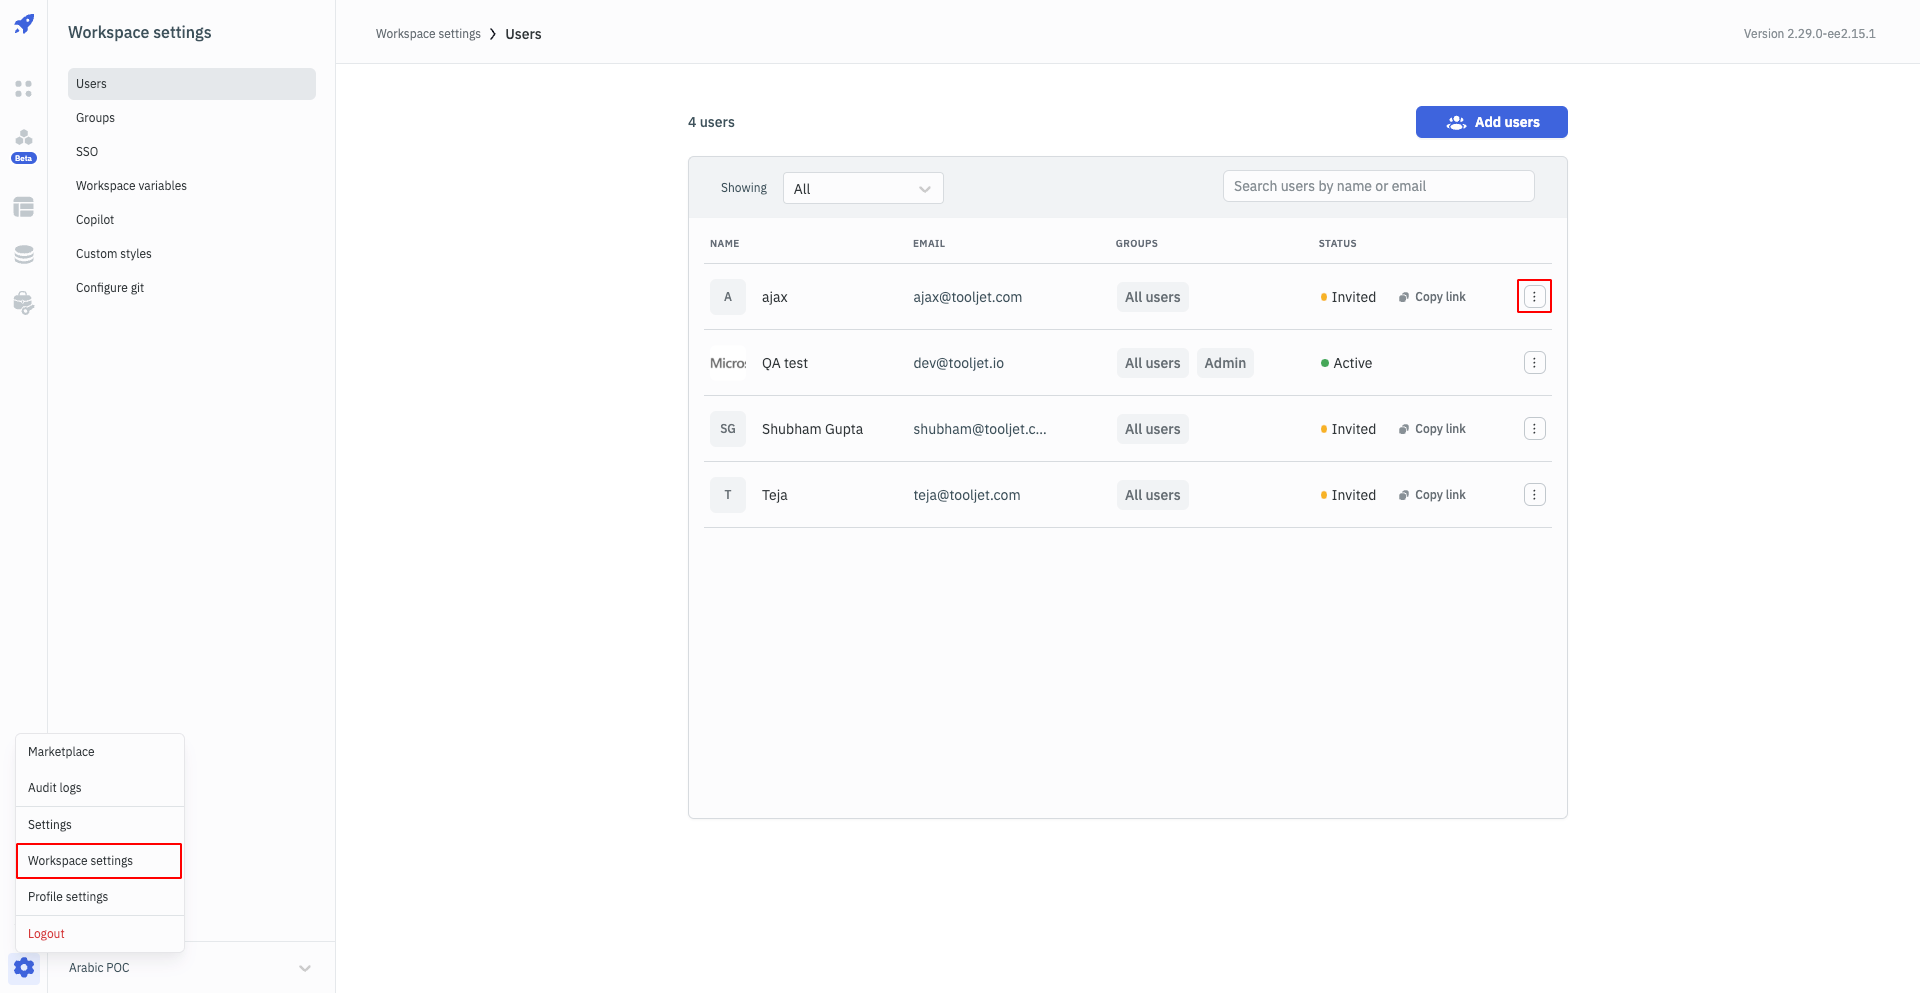 Workspace settings
Workspace settings > Users
Version 2.29.0-ee2.15.1
Beta
Users
Groups
SSO
Workspace variables
Copilot
Custom styles
Configure git
4 users
Add users
Showing
All
Search users by name or email
NAME EMAIL GROUPS STATUS
A ajax ajax@tooljet.com All users Invited Copy link
Micros QA test dev@tooljet.io All users Admin Active
SG Shubham Gupta shubham@tooljet.c... All users Invited Copy link
T Teja teja@tooljet.com All users Invited Copy link
Marketplace
Audit logs
Settings
Workspace settings
Profile settings
Logout
Arabic POC